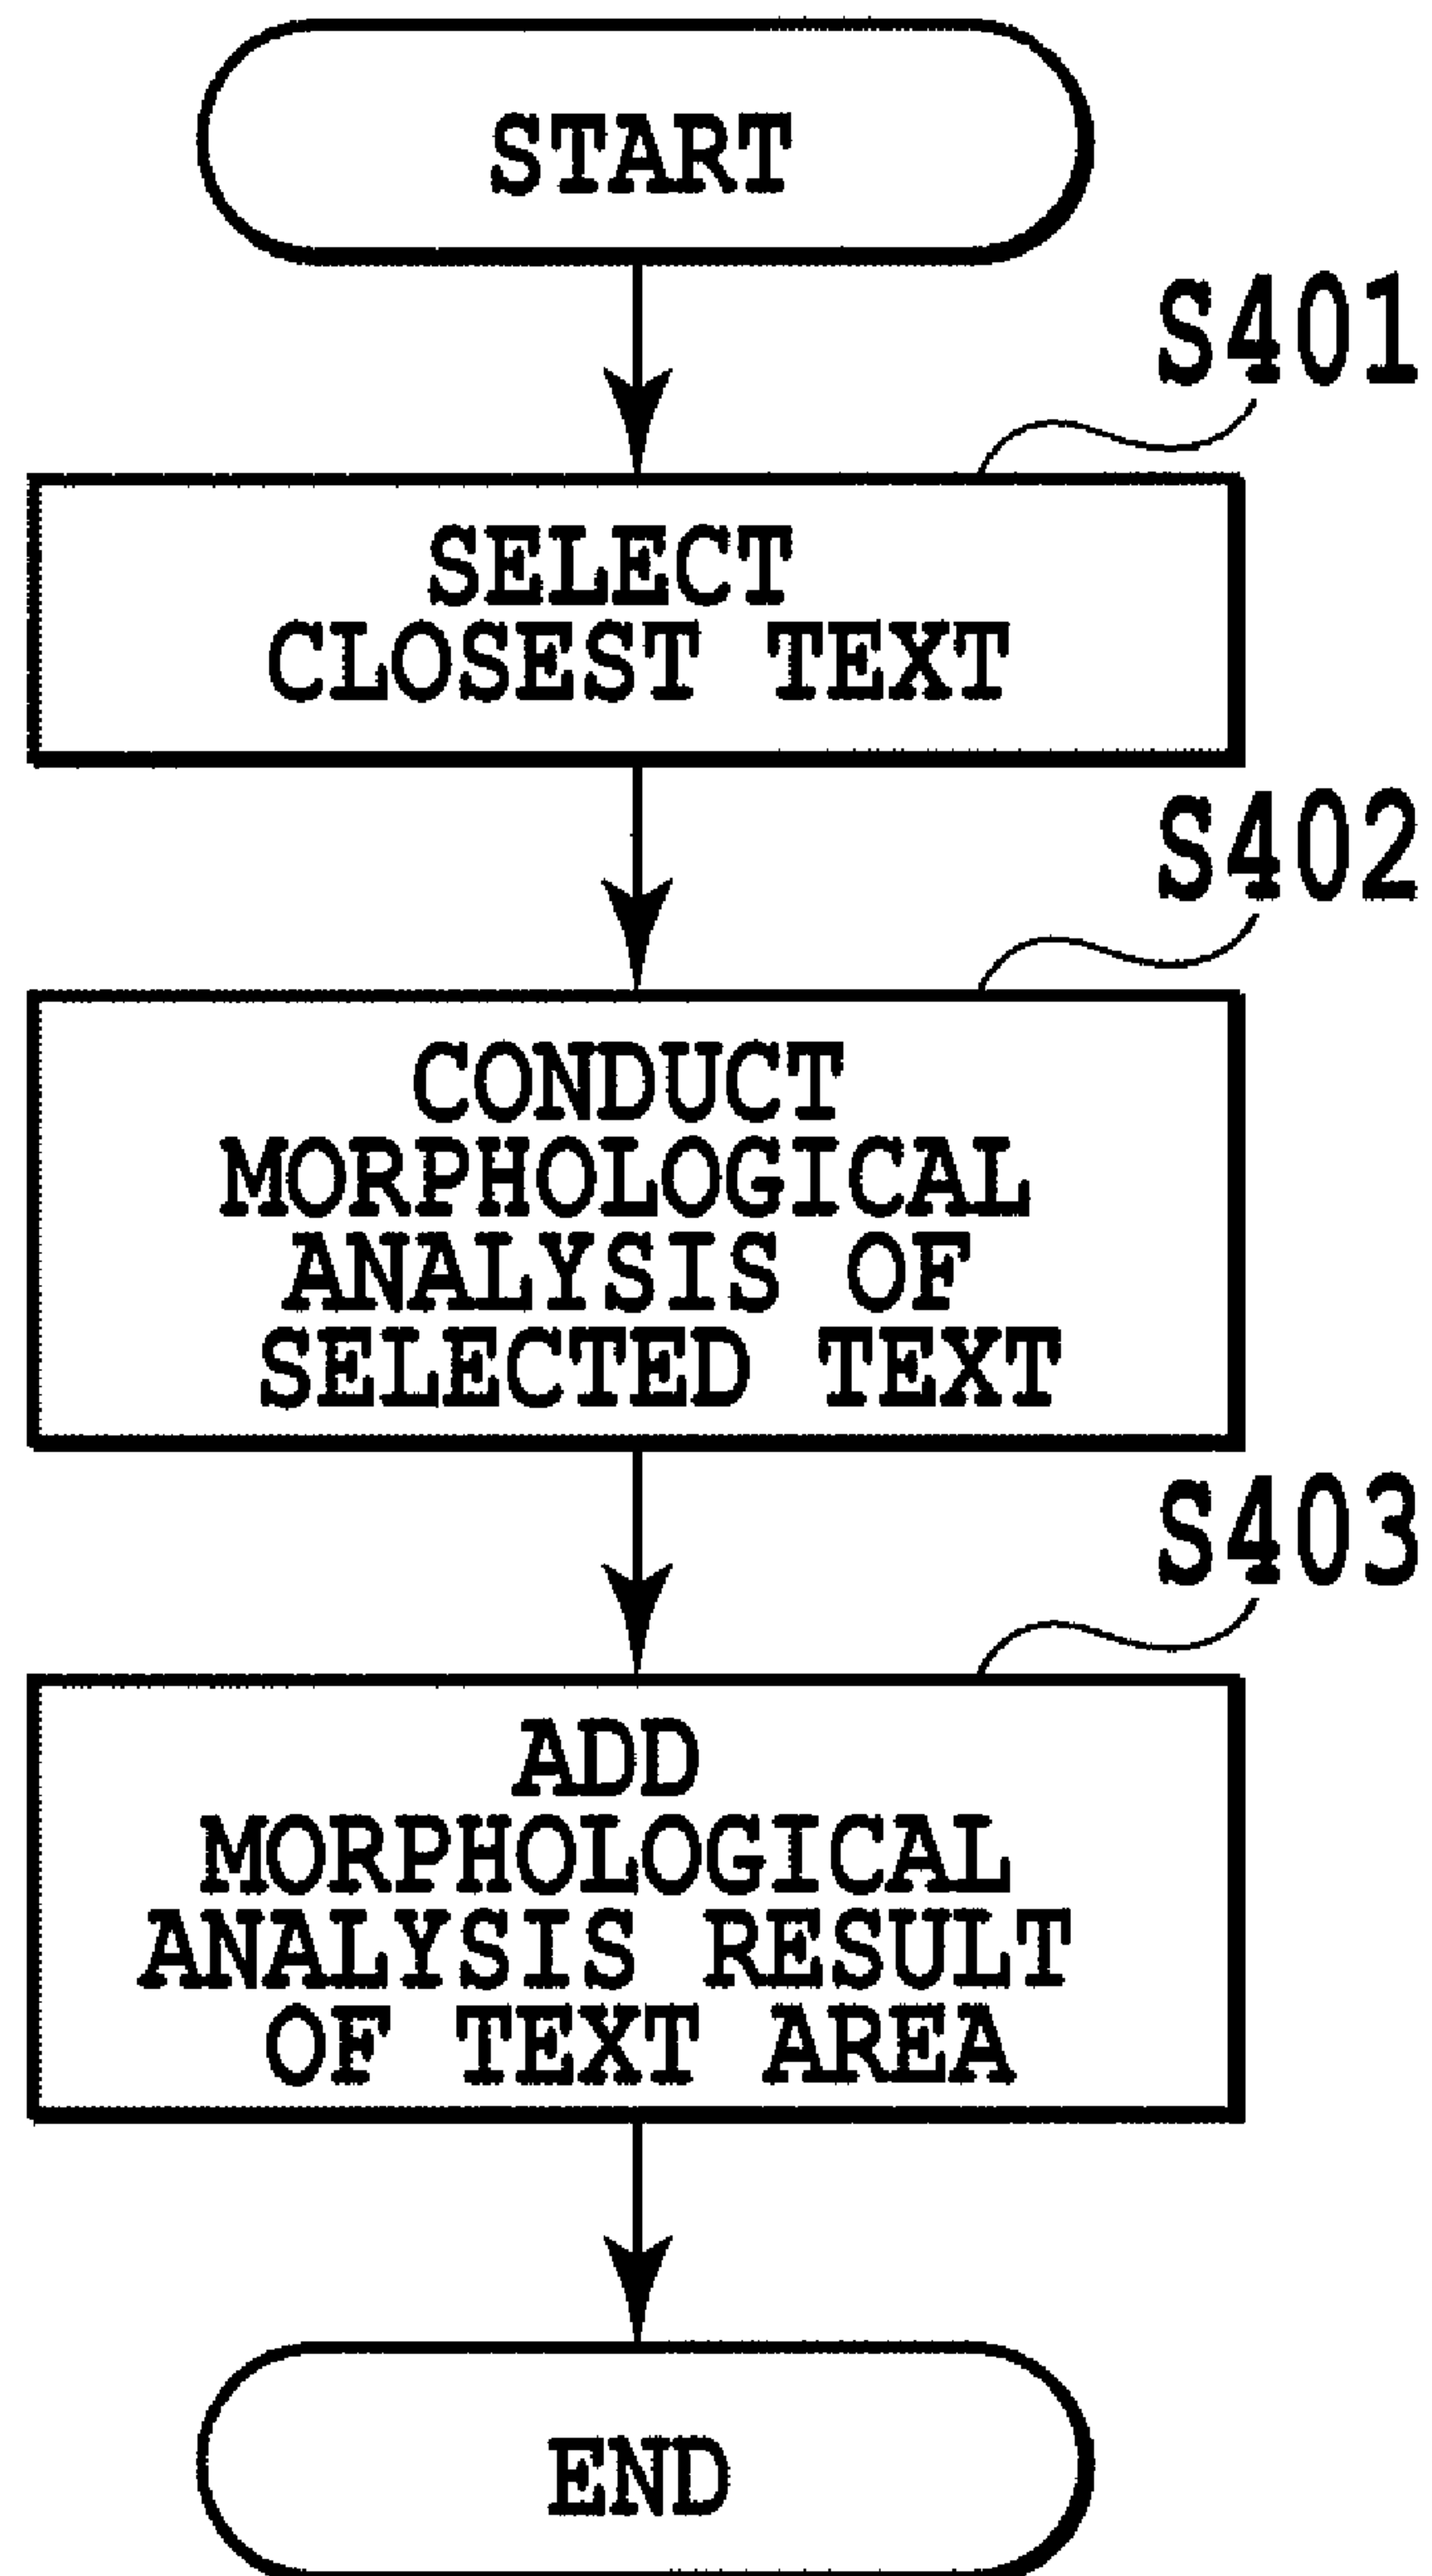 START
S401
SELECT
CLOSEST TEXT
S402
CONDUCT
MORPHOLOGICAL
ANALYSIS OF
SELECTED TEXT
S403
ADD
MORPHOLOGICAL
ANALYSIS RESULT
OF TEXT AREA
END